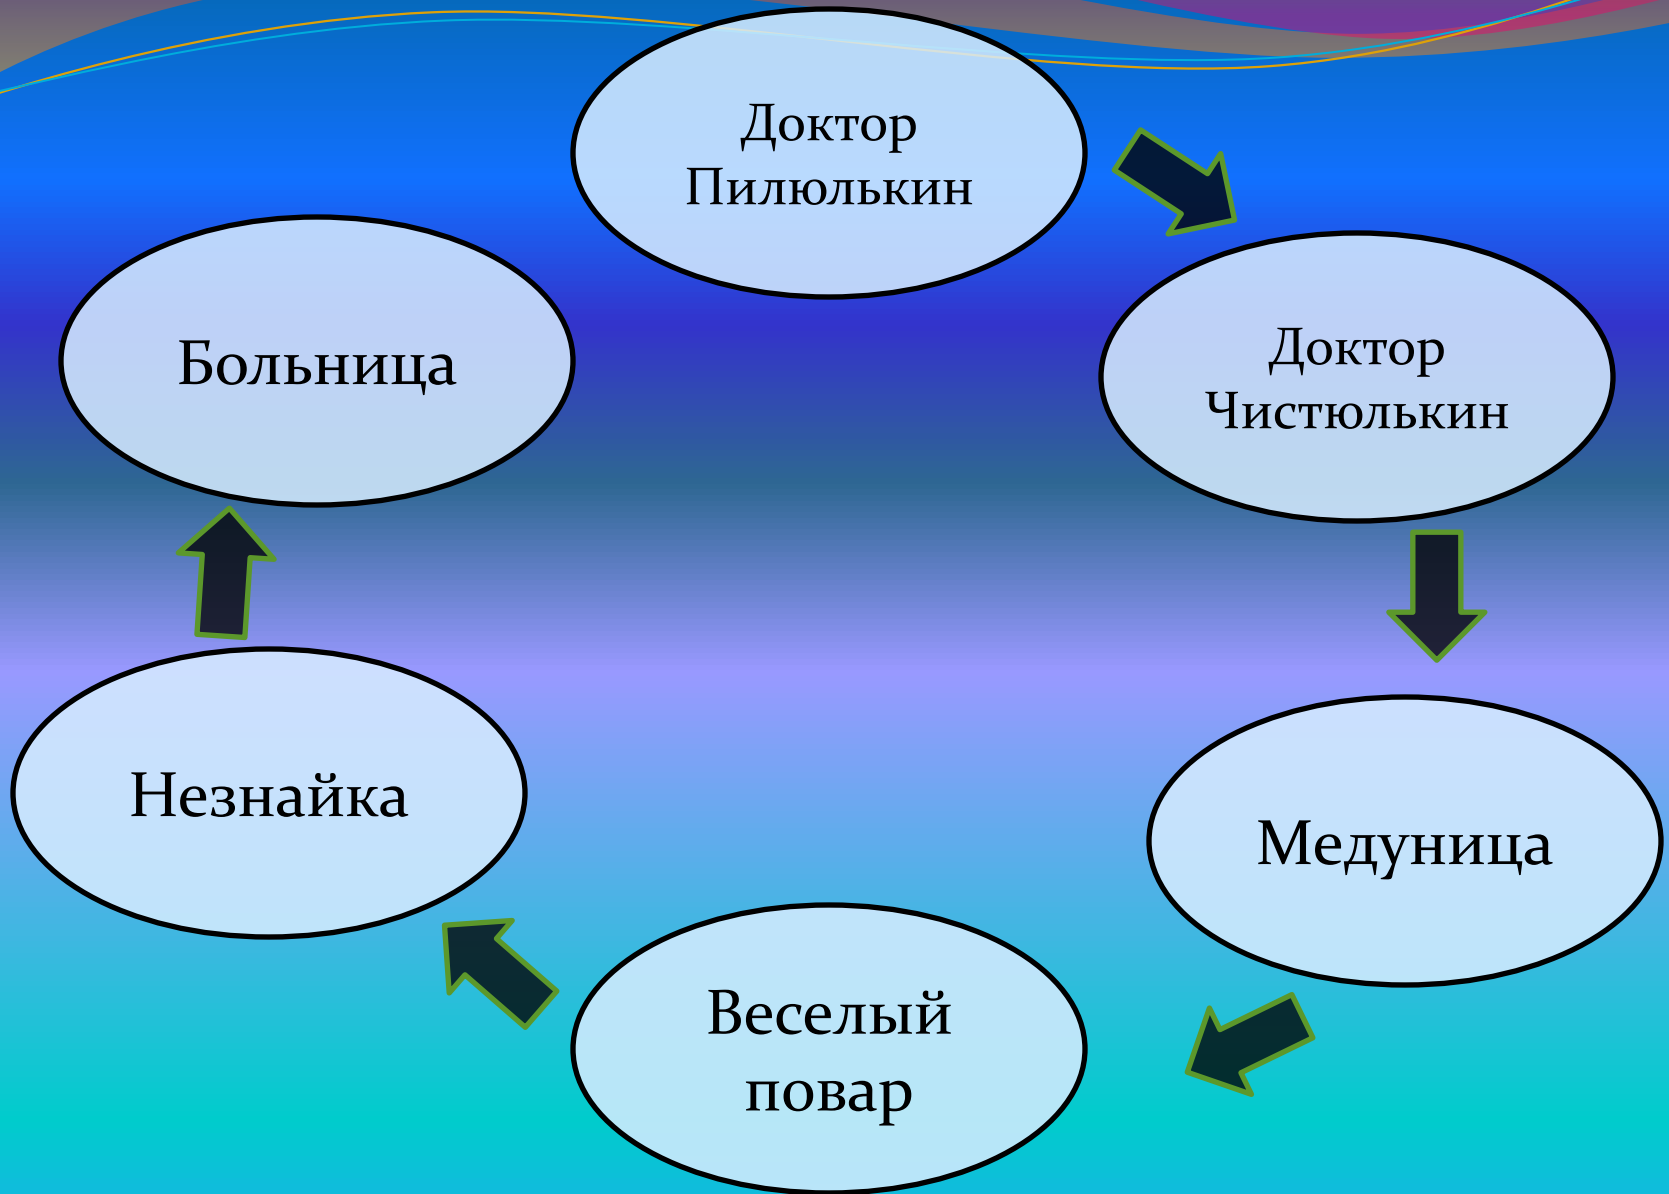 Доктор
Пилюлькин
Доктор
Чистюлькин
Медуница
Веселый
повар
Незнайка
Больница